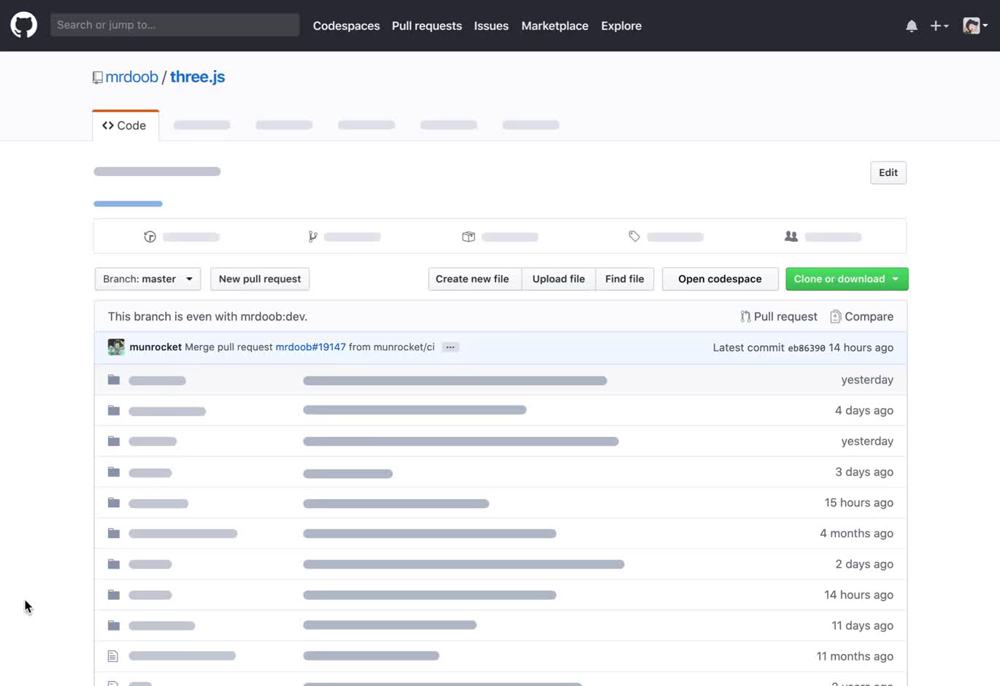 Search or jump to... Codespaces Pull requests Issues Marketplace Explore
mrdoob / three.js
<> Code
Edit
Branch: master New pull request Create new file Upload file Find file Open codespace Clone or download
This branch is even with mrdoob:dev. Pull request Compare
munrocket Merge pull request mrdoob#19147 from munrocket/ci ... Latest commit eb86390 14 hours ago
yesterday
4 days ago
yesterday
3 days ago
15 hours ago
4 months ago
2 days ago
14 hours ago
11 days ago
11 months ago
2 years ago